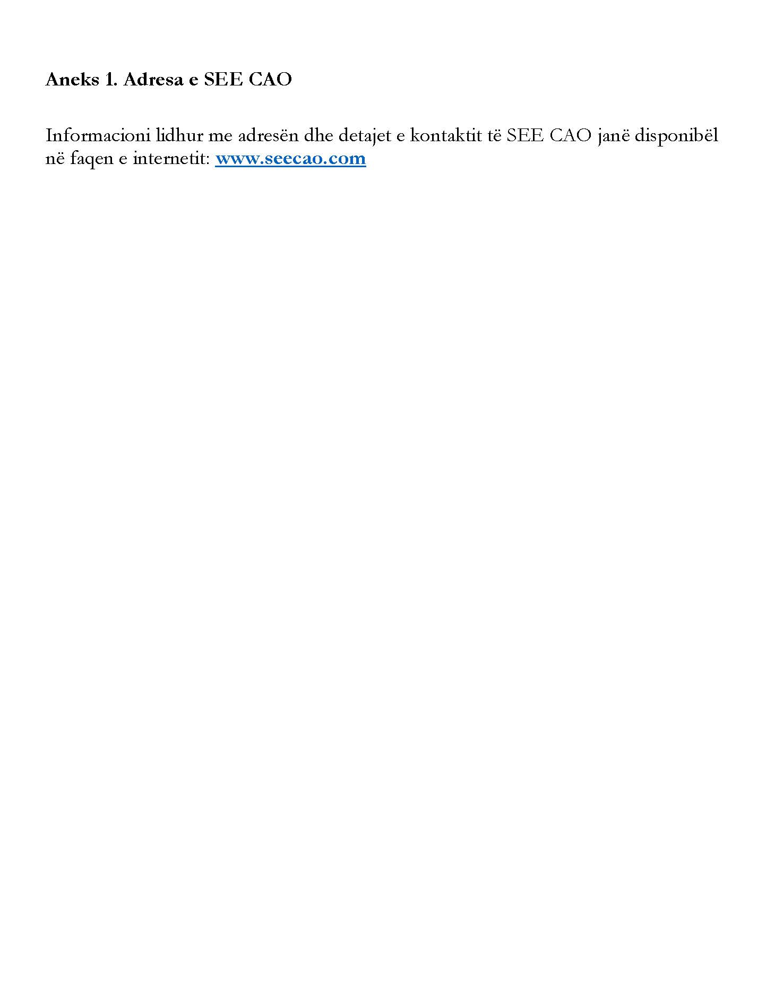 Aneks 1. Adresa e SEE CAO
Informacioni lidhur me adresën dhe detajet e kontaktit të SEE CAO janë disponibël
në faqen e internetit: www.seecao.com